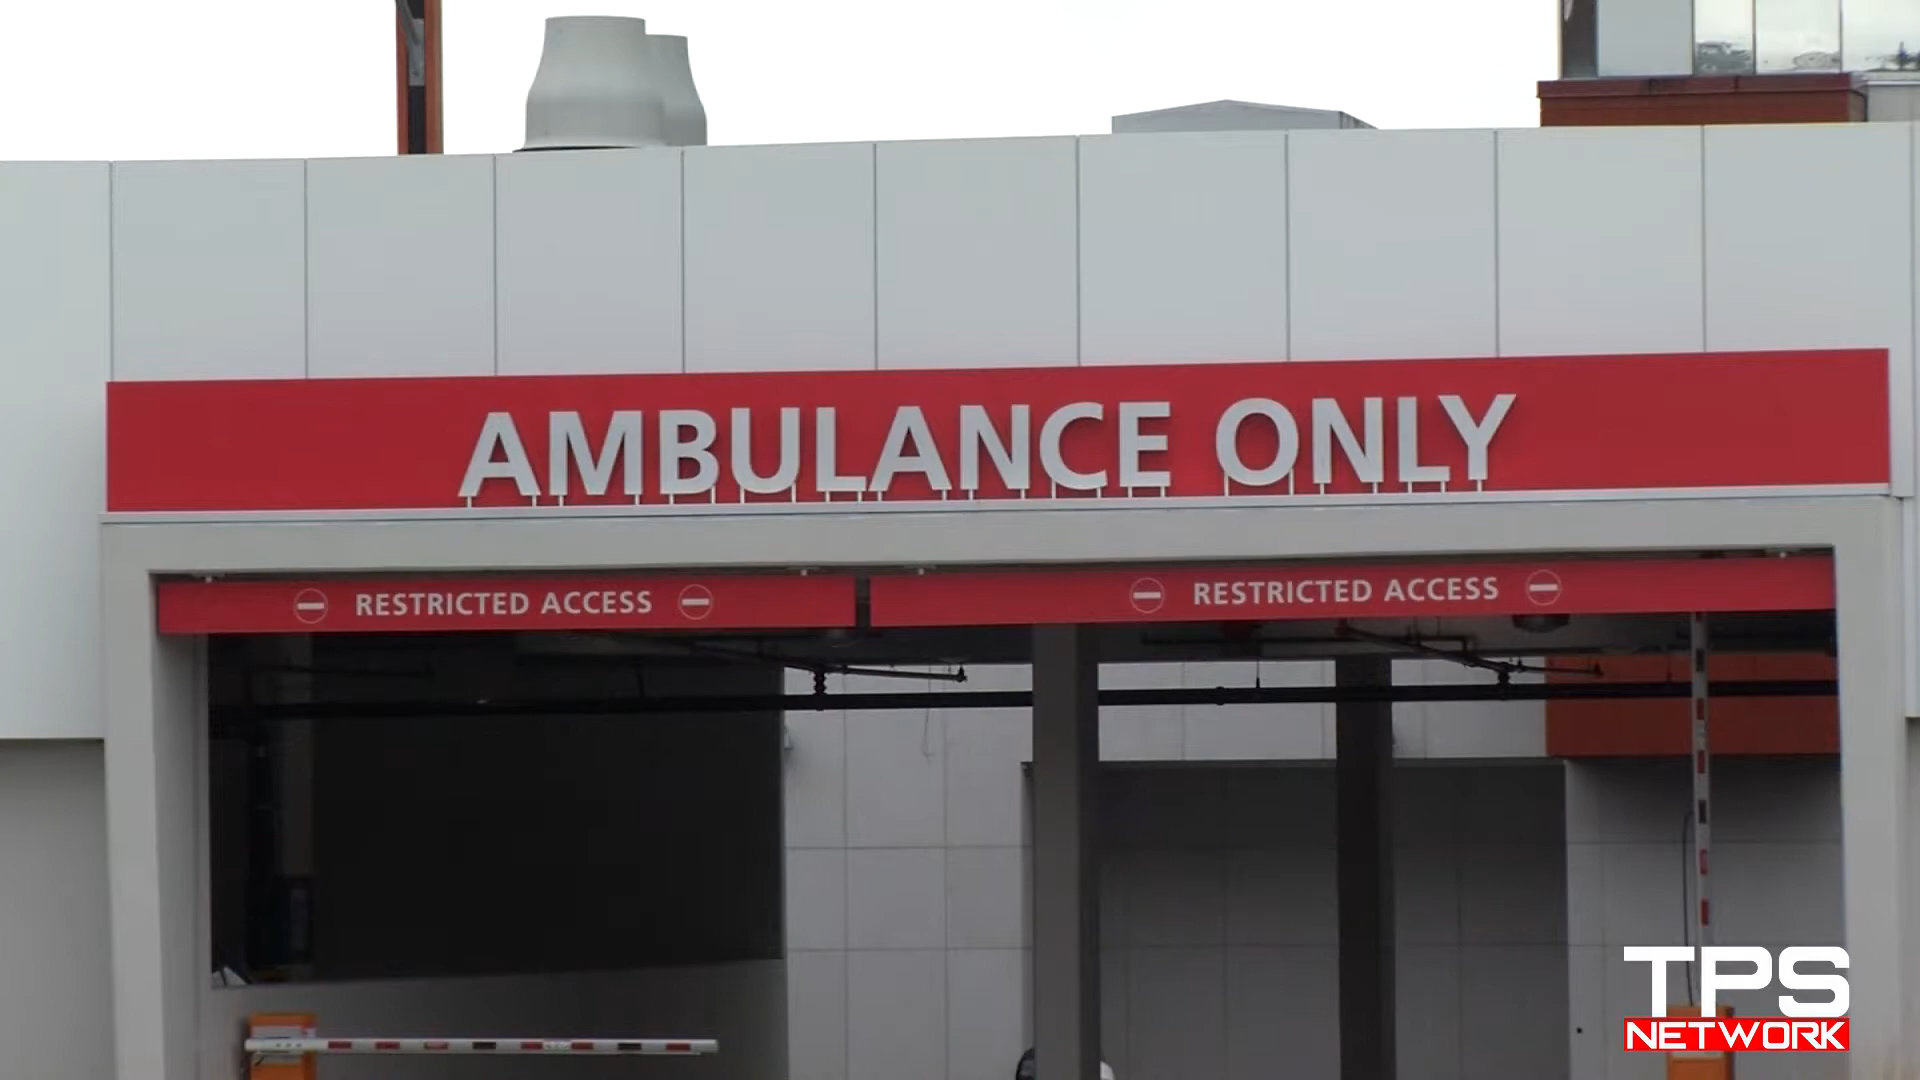 AMBULANCE ONLY
RESTRICTED ACCESS
RESTRICTED ACCESS
TPS
NETWORK